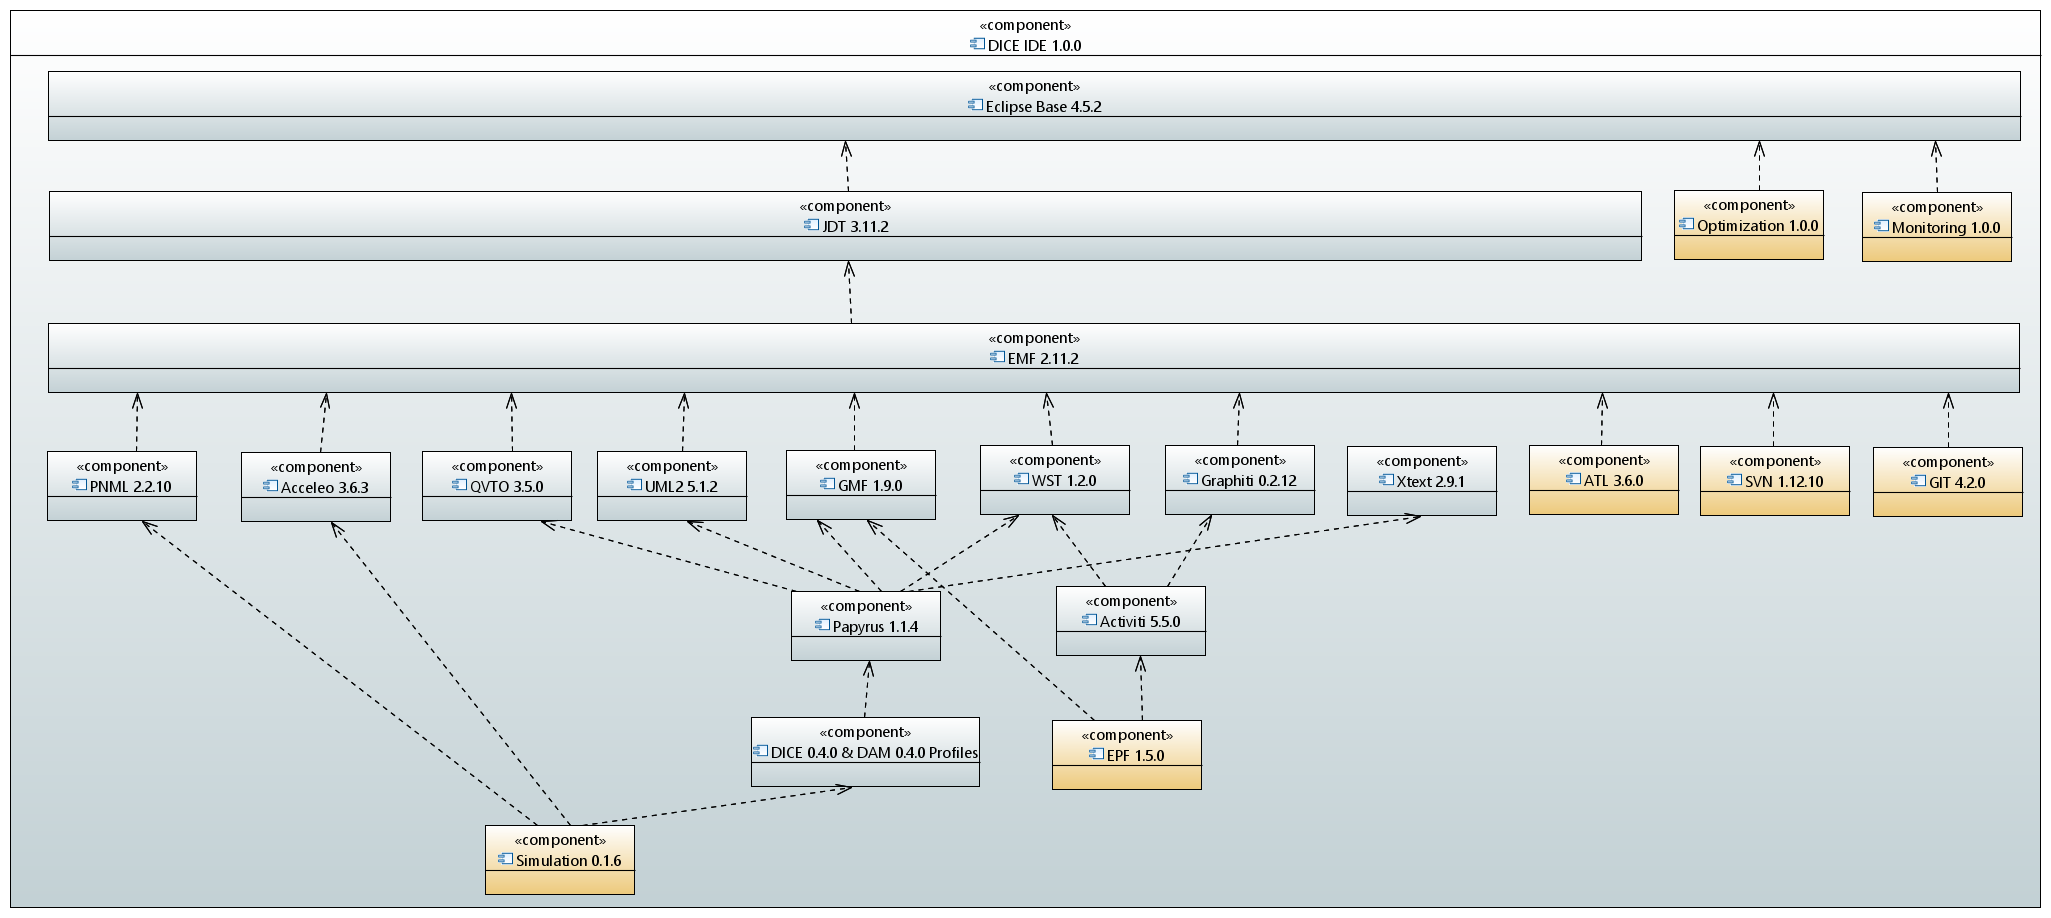 «component»
DICE IDE 1.0.0
«component»
Eclipse Base 4.5.2
«component»
JDT 3.11.2
«component»
Optimization 1.0.0
«component»
Monitoring 1.0.0
«component»
EMF 2.11.2
«component»
PNML 2.2.10
«component»
Acceleo 3.6.3
«component»
QVTO 3.5.0
«component»
UML2 5.1.2
«component»
GMF 1.9.0
«component»
WST 1.2.0
«component»
Graphiti 0.2.12
«component»
Xtext 2.9.1
«component»
ATL 3.6.0
«component»
SVN 1.12.10
«component»
GIT 4.2.0
«component»
Papyrus 1.1.4
«component»
Activiti 5.5.0
«component»
DICE 0.4.0 & DAM 0.4.0 Profiles
«component»
EPF 1.5.0
«component»
Simulation 0.1.6